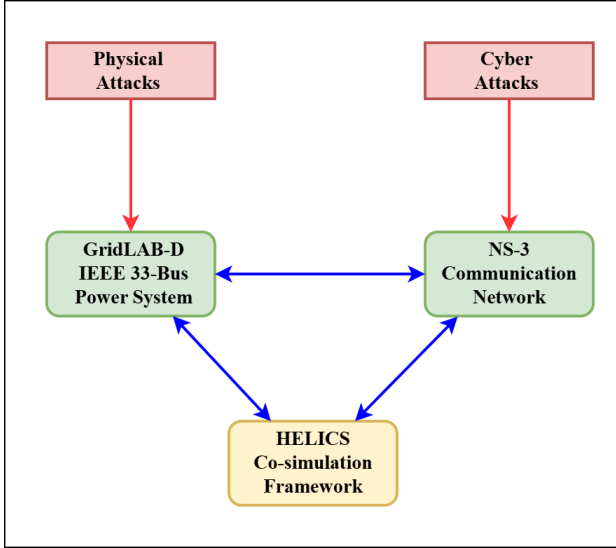 Physical
Attacks
Cyber
Attacks
GridLAB-D
IEEE 33-Bus
Power System
NS-3
Communication
Network
HELICS
Co-simulation
Framework